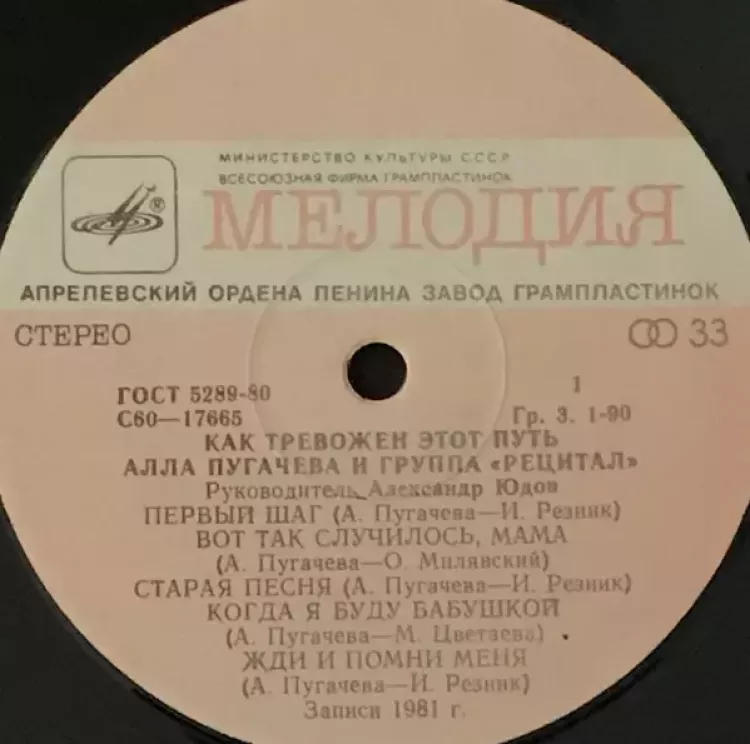 МИНИСТЕРСТВО КУЛЬТУРЫ СССР
ВСЕСОЮЗНАЯ ФИРМА ГРАМПЛАСТИНОК
® МЕЛОДИЯ
АПРЕЛЕВСКИЙ ОРДЕНА ЛЕНИНА ЗАВОД ГРАМПЛАСТИНОК
СТЕРЕО 33
ГОСТ 5289-80 1
С60—17665 Гр. 3. 1-90
КАК ТРЕВОЖЕН ЭТОТ ПУТЬ
АЛЛА ПУГАЧЕВА И ГРУППА «РЕЦИТАЛ»
Руководитель Александр Юдов
ПЕРВЫЙ ШАГ (А. Пугачева—И. Резник)
ВОТ ТАК СЛУЧИЛОСЬ, МАМА
(А. Пугачева—О. Милявский)
СТАРАЯ ПЕСНЯ (А. Пугачева—И. Резник)
КОГДА Я БУДУ БАБУШКОЙ
(А. Пугачева—М. Цветаева)
ЖДИ И ПОМНИ МЕНЯ
(А. Пугачева—И. Резник)
Записи 1981 г.